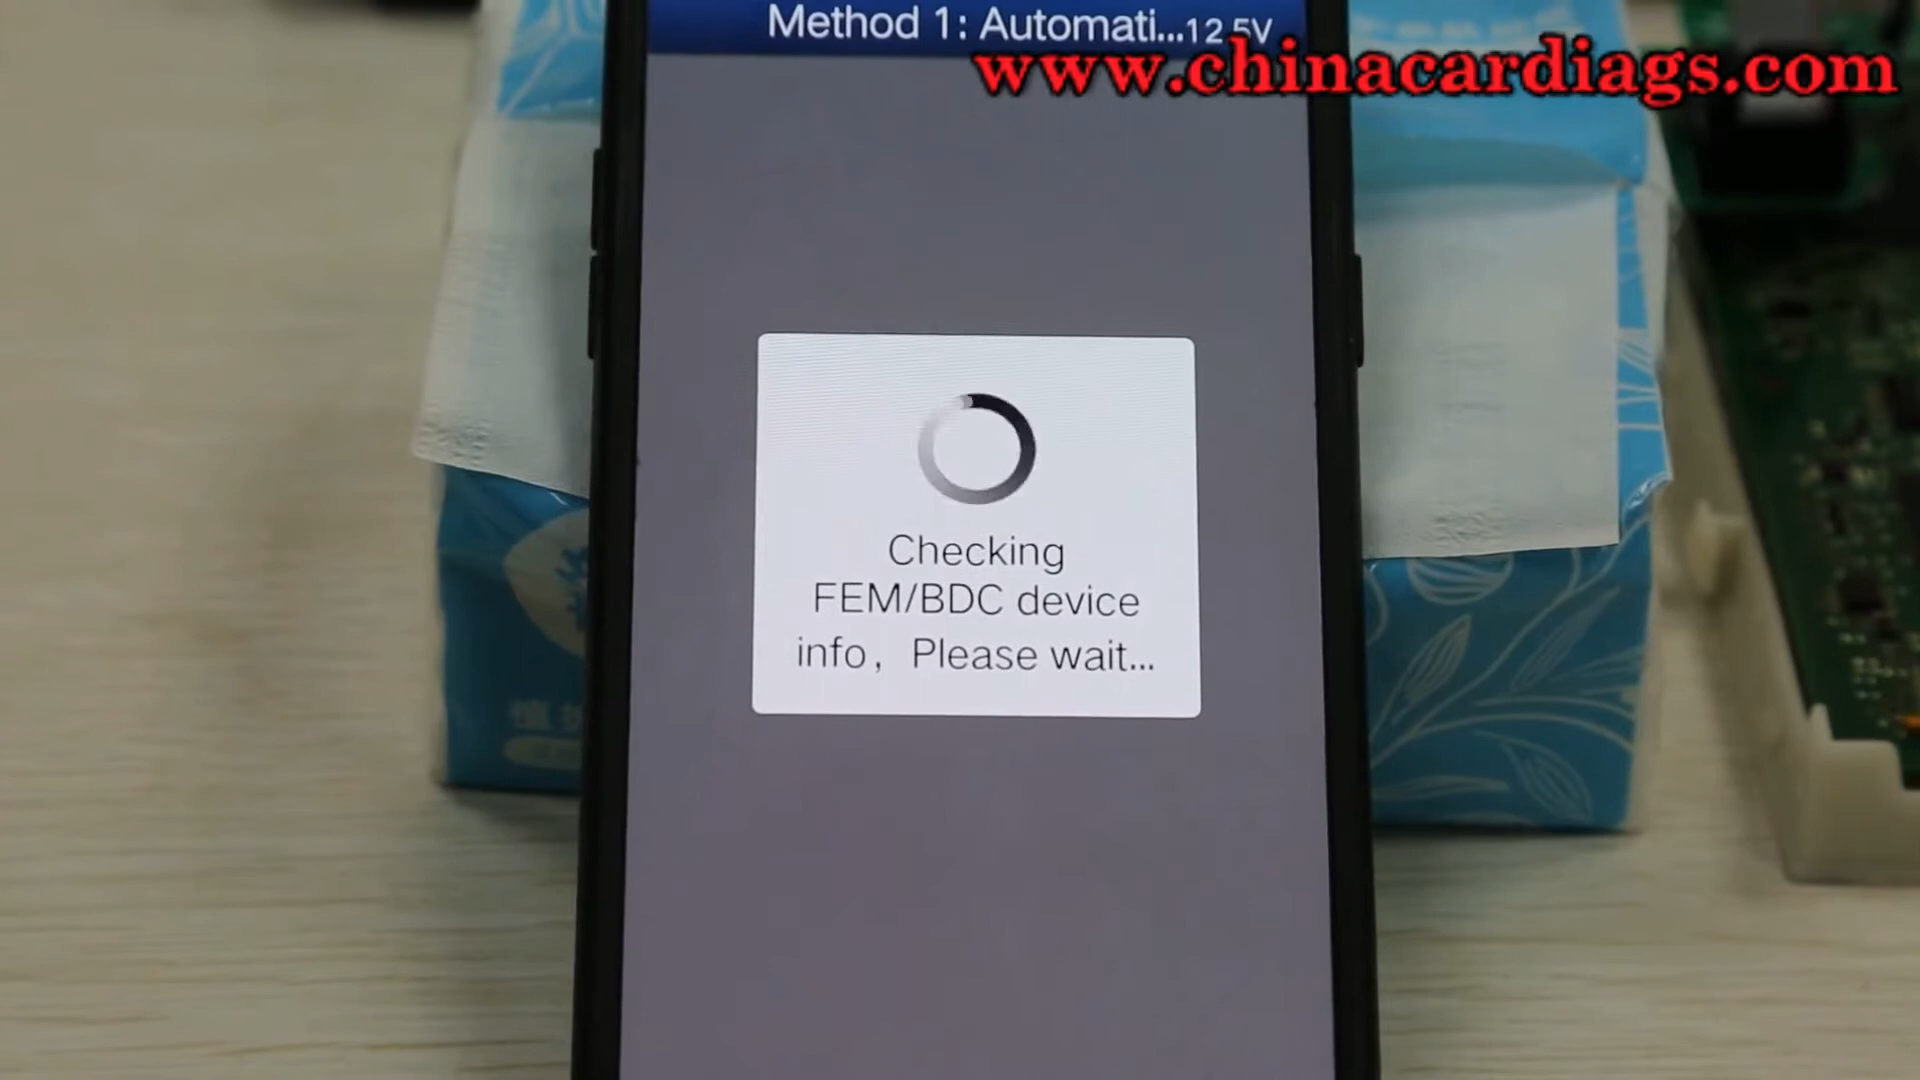 Method 1: Automati...12.5V
www.chinacardiags.com
Checking
FEM/BDC device
info，Please wait...